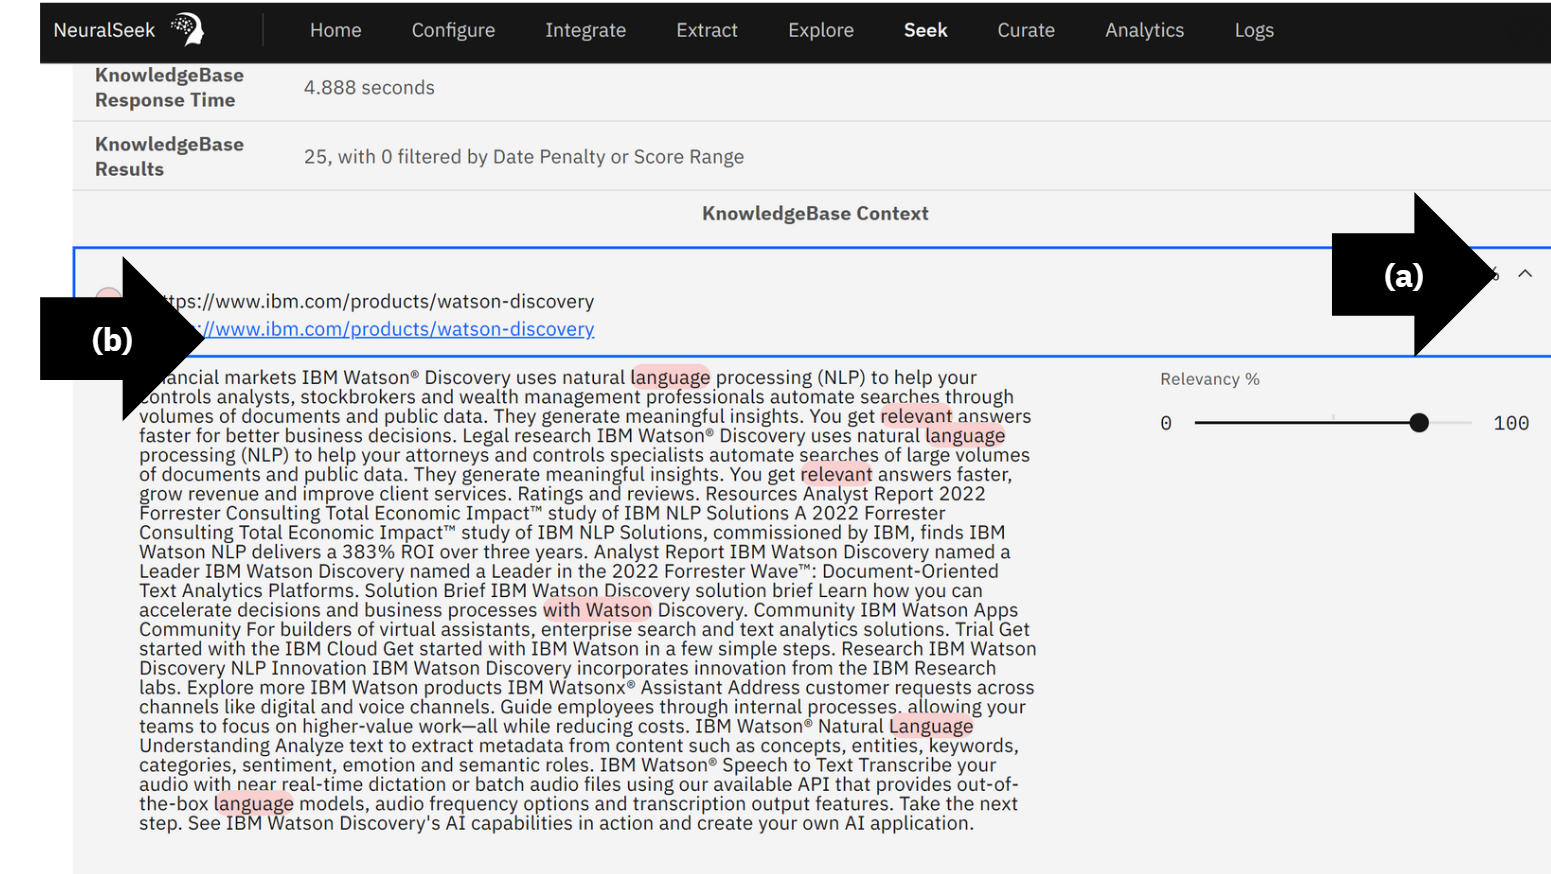 NeuralSeek
Home Configure Integrate Extract Explore Seek Curate Analytics Logs
KnowledgeBase
Response Time
4.888 seconds
KnowledgeBase
Results
25, with 0 filtered by Date Penalty or Score Range
KnowledgeBase Context
(a)
%
ttps://www.ibm.com/products/watson-discovery
(b)
://www.ibm.com/products/watson-discovery
ancial markets IBM Watson® Discovery uses natural language processing (NLP) to help your
controls analysts, stockbrokers and wealth management professionals automate searches through
volumes of documents and public data. They generate meaningful insights. You get relevant answers
faster for better business decisions. Legal research IBM Watson® Discovery uses natural language
processing (NLP) to help your attorneys and controls specialists automate searches of large volumes
of documents and public data. They generate meaningful insights. You get relevant answers faster,
grow revenue and improve client services. Ratings and reviews. Resources Analyst Report 2022
Forrester Consulting Total Economic Impact™ study of IBM NLP Solutions A 2022 Forrester
Consulting Total Economic Impact™ study of IBM NLP Solutions, commissioned by IBM, finds IBM
Watson NLP delivers a 383% ROI over three years. Analyst Report IBM Watson Discovery named a
Leader IBM Watson Discovery named a Leader in the 2022 Forrester Wave™: Document-Oriented
Text Analytics Platforms. Solution Brief IBM Watson Discovery solution brief Learn how you can
accelerate decisions and business processes with Watson Discovery. Community IBM Watson Apps
Community For builders of virtual assistants, enterprise search and text analytics solutions. Trial Get
started with the IBM Cloud Get started with IBM Watson in a few simple steps. Research IBM Watson
Discovery NLP Innovation IBM Watson Discovery incorporates innovation from the IBM Research
labs. Explore more IBM Watson products IBM Watsonx® Assistant Address customer requests across
channels like digital and voice channels. Guide employees through internal processes. allowing your
teams to focus on higher-value work—all while reducing costs. IBM Watson® Natural Language
Understanding Analyze text to extract metadata from content such as concepts, entities, keywords,
categories, sentiment, emotion and semantic roles. IBM Watson® Speech to Text Transcribe your
audio with near real-time dictation or batch audio files using our available API that provides out-of-
the-box language models, audio frequency options and transcription output features. Take the next
step. See IBM Watson Discovery's AI capabilities in action and create your own AI application.
Relevancy %
0 100